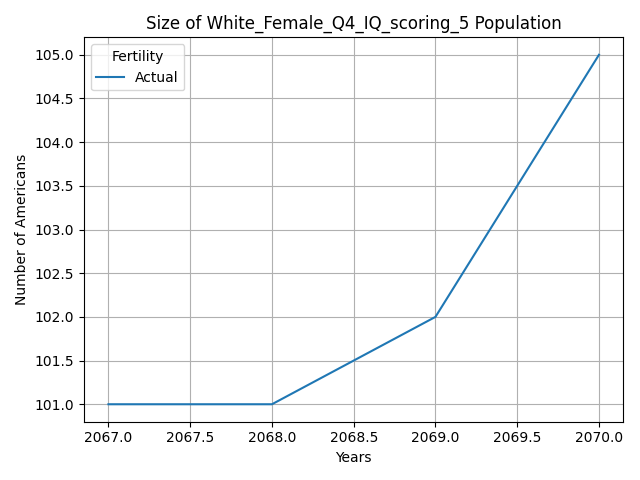 Size of White_Female_Q4_IQ_scoring_5 Population
Fertility
Actual
Number of Americans
105.0
104.5
104.0
103.5
103.0
102.5
102.0
101.5
101.0
2067.0 2067.5 2068.0 2068.5 2069.0 2069.5 2070.0
Years